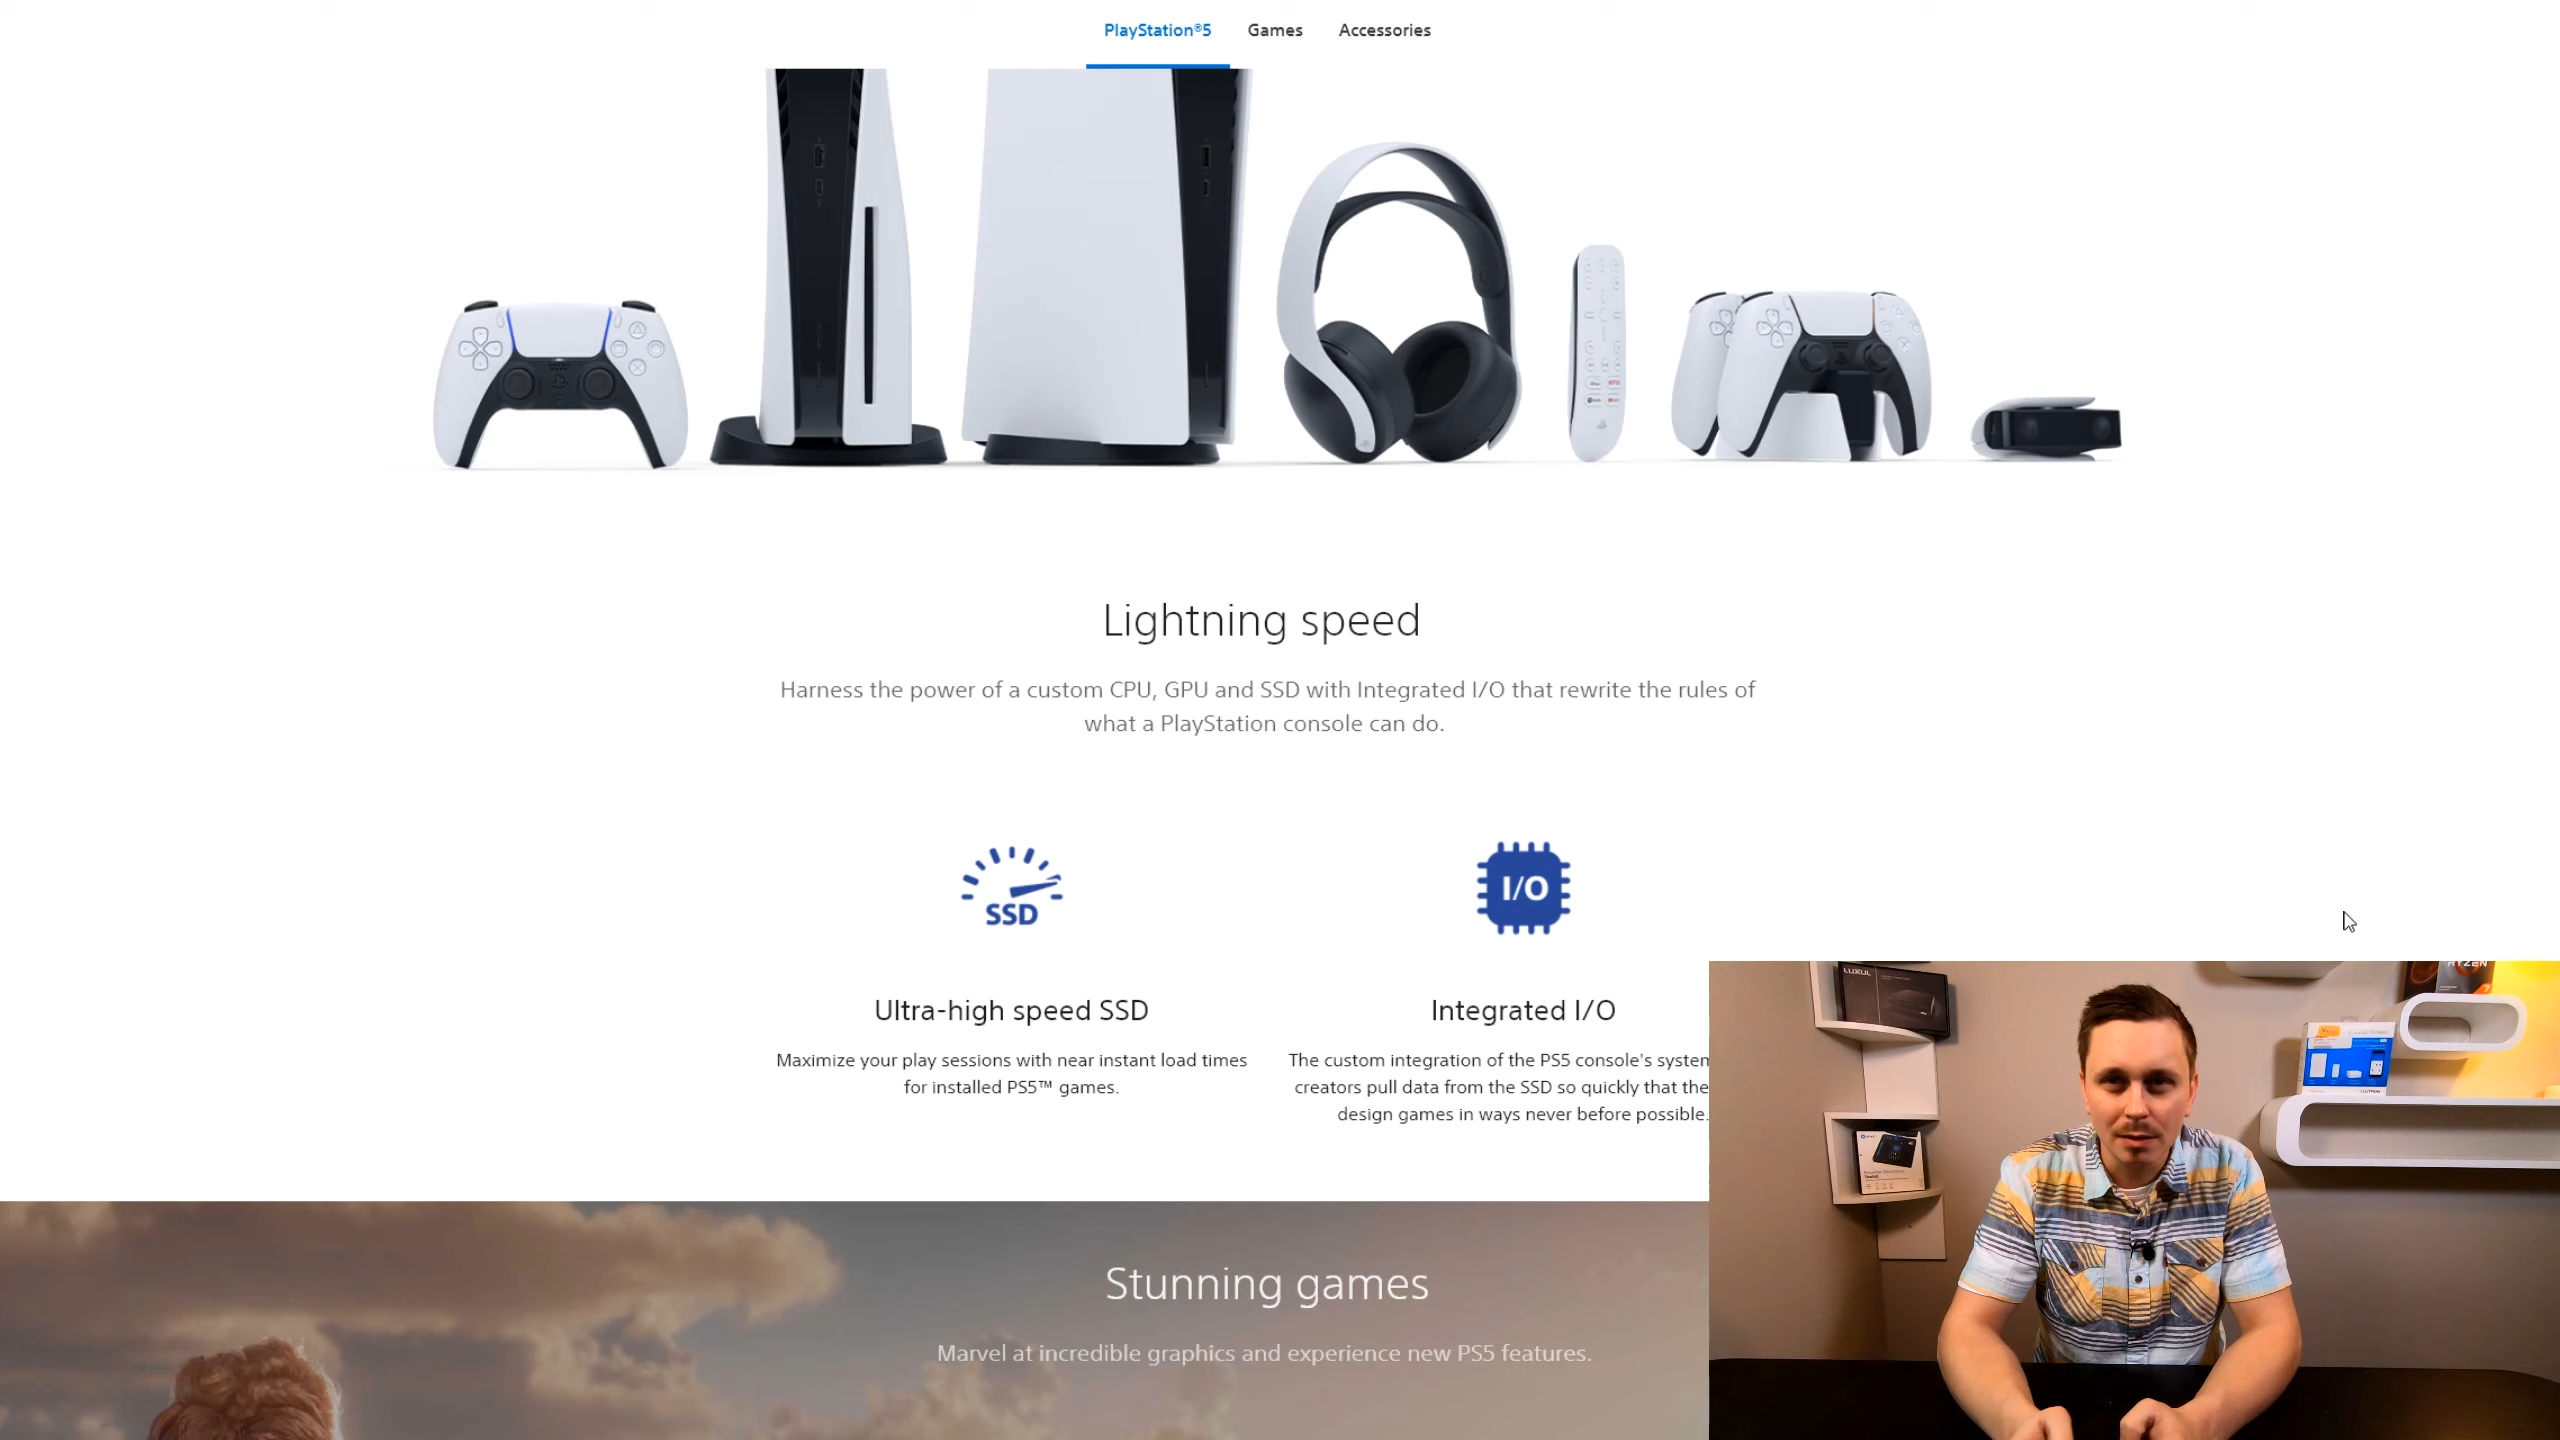 PlayStation®5
Games
Accessories
Lightning speed
Harness the power of a custom CPU, GPU and SSD with Integrated I/O that rewrite the rules of
what a PlayStation console can do.
SSD
I/O
Ultra-high speed SSD
Integrated I/O
Maximize your play sessions with near instant load times
for installed PS5™ games.
The custom integration of the PS5 console's system
creators pull data from the SSD so quickly that the
design games in ways never before possible.
Stunning games
Marvel at incredible graphics and experience new PS5 features.
LUXUL
RYZEN
7
LUTRON